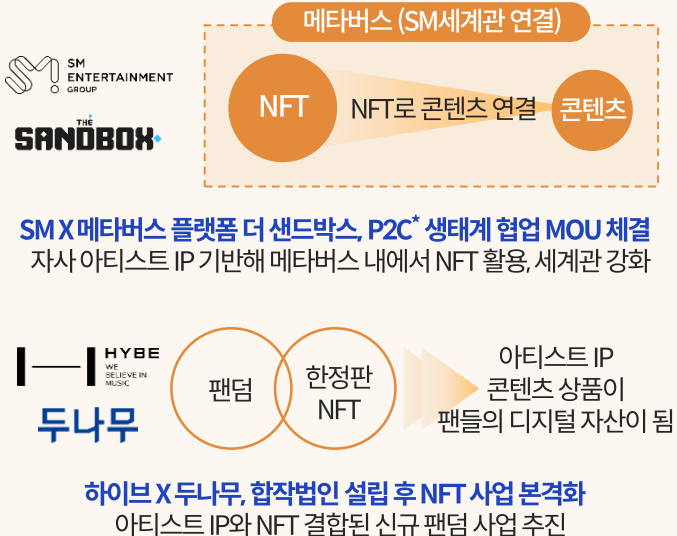 메타버스 (SM세계관 연결)
SM
ENTERTAINMENT
GROUP
NFT
NFT로 콘텐츠 연결
콘텐츠
THE
SANDBOX
SM X 메타버스 플랫폼 더 샌드박스, P2C* 생태계 협업 MOU 체결
자사 아티스트 IP 기반해 메타버스 내에서 NFT 활용, 세계관 강화
HYBE
WE
BELIEVE IN
MUSIC
두나무
팬덤
한정판
NFT
아티스트 IP
콘텐츠 상품이
팬들의 디지털 자산이 됨
하이브 X 두나무, 합작법인 설립 후 NFT 사업 본격화
아티스트 IP와 NFT 결합된 신규 팬덤 사업 추진